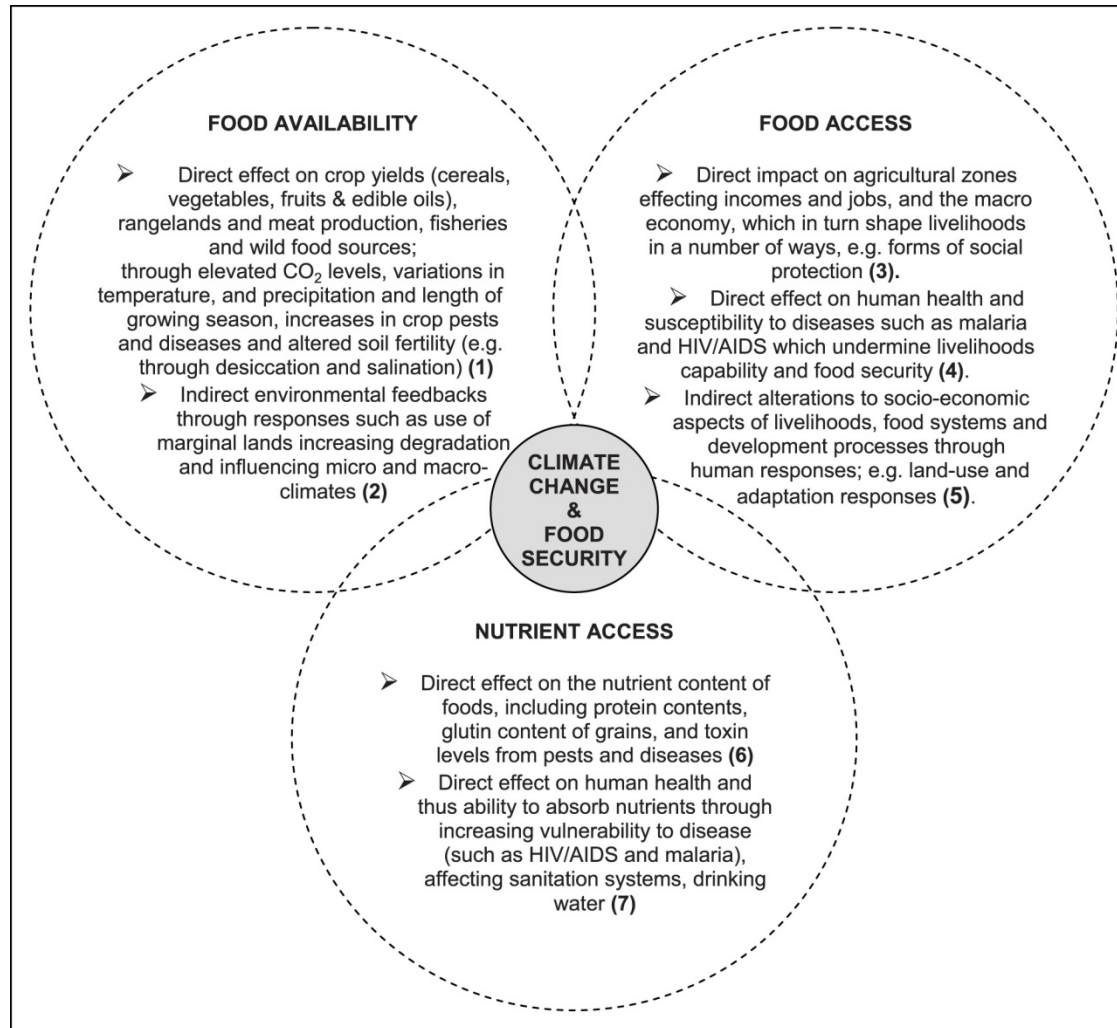 FOOD AVAILABILITY
➢ Direct effect on crop yields (cereals,
vegetables, fruits & edible oils),
rangelands and meat production, fisheries
and wild food sources;
through elevated CO₂ levels, variations in
temperature, and precipitation and length of
growing season, increases in crop pests
and diseases and altered soil fertility (e.g.
through desiccation and salination) (1)
➢ Indirect environmental feedbacks
through responses such as use of
marginal lands increasing degradation
and influencing micro and macro-
climates (2)
FOOD ACCESS
➢ Direct impact on agricultural zones
effecting incomes and jobs, and the macro
economy, which in turn shape livelihoods
in a number of ways, e.g. forms of social
protection (3).
➢ Direct effect on human health and
susceptibility to diseases such as malaria
and HIV/AIDS which undermine livelihoods
capability and food security (4).
➢ Indirect alterations to socio-economic
aspects of livelihoods, food systems and
development processes through
human responses; e.g. land-use and
adaptation responses (5).
CLIMATE
CHANGE
&
FOOD
SECURITY
NUTRIENT ACCESS
➢ Direct effect on the nutrient content of
foods, including protein contents,
glutin content of grains, and toxin
levels from pests and diseases (6)
➢ Direct effect on human health and
thus ability to absorb nutrients through
increasing vulnerability to disease
(such as HIV/AIDS and malaria),
affecting sanitation systems, drinking
water (7)